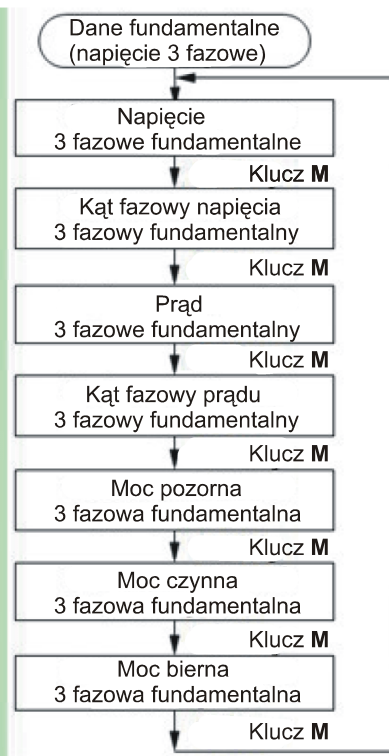 Dane fundamentalne
(napięcie 3 fazowe)
Napięcie
3 fazowe fundamentalne
Klucz M
Kąt fazowy napięcia
3 fazowy fundamentalny
Klucz M
Prąd
3 fazowe fundamentalny
Klucz M
Kąt fazowy prądu
3 fazowy fundamentalny
Klucz M
Moc pozorna
3 fazowa fundamentalna
Klucz M
Moc czynna
3 fazowa fundamentalna
Klucz M
Moc bierna
3 fazowa fundamentalna
Klucz M